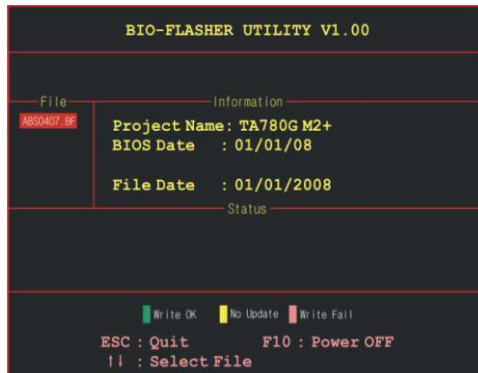 BIO-FLASHER UTILITY V1.00
File
Information
ABS0407.BF
Project Name: TA780G M2+
BIOS Date : 01/01/08
File Date : 01/01/2008
Status
Write OK No Update Write Fail
ESC : Quit F10 : Power OFF
↑↓ : Select File